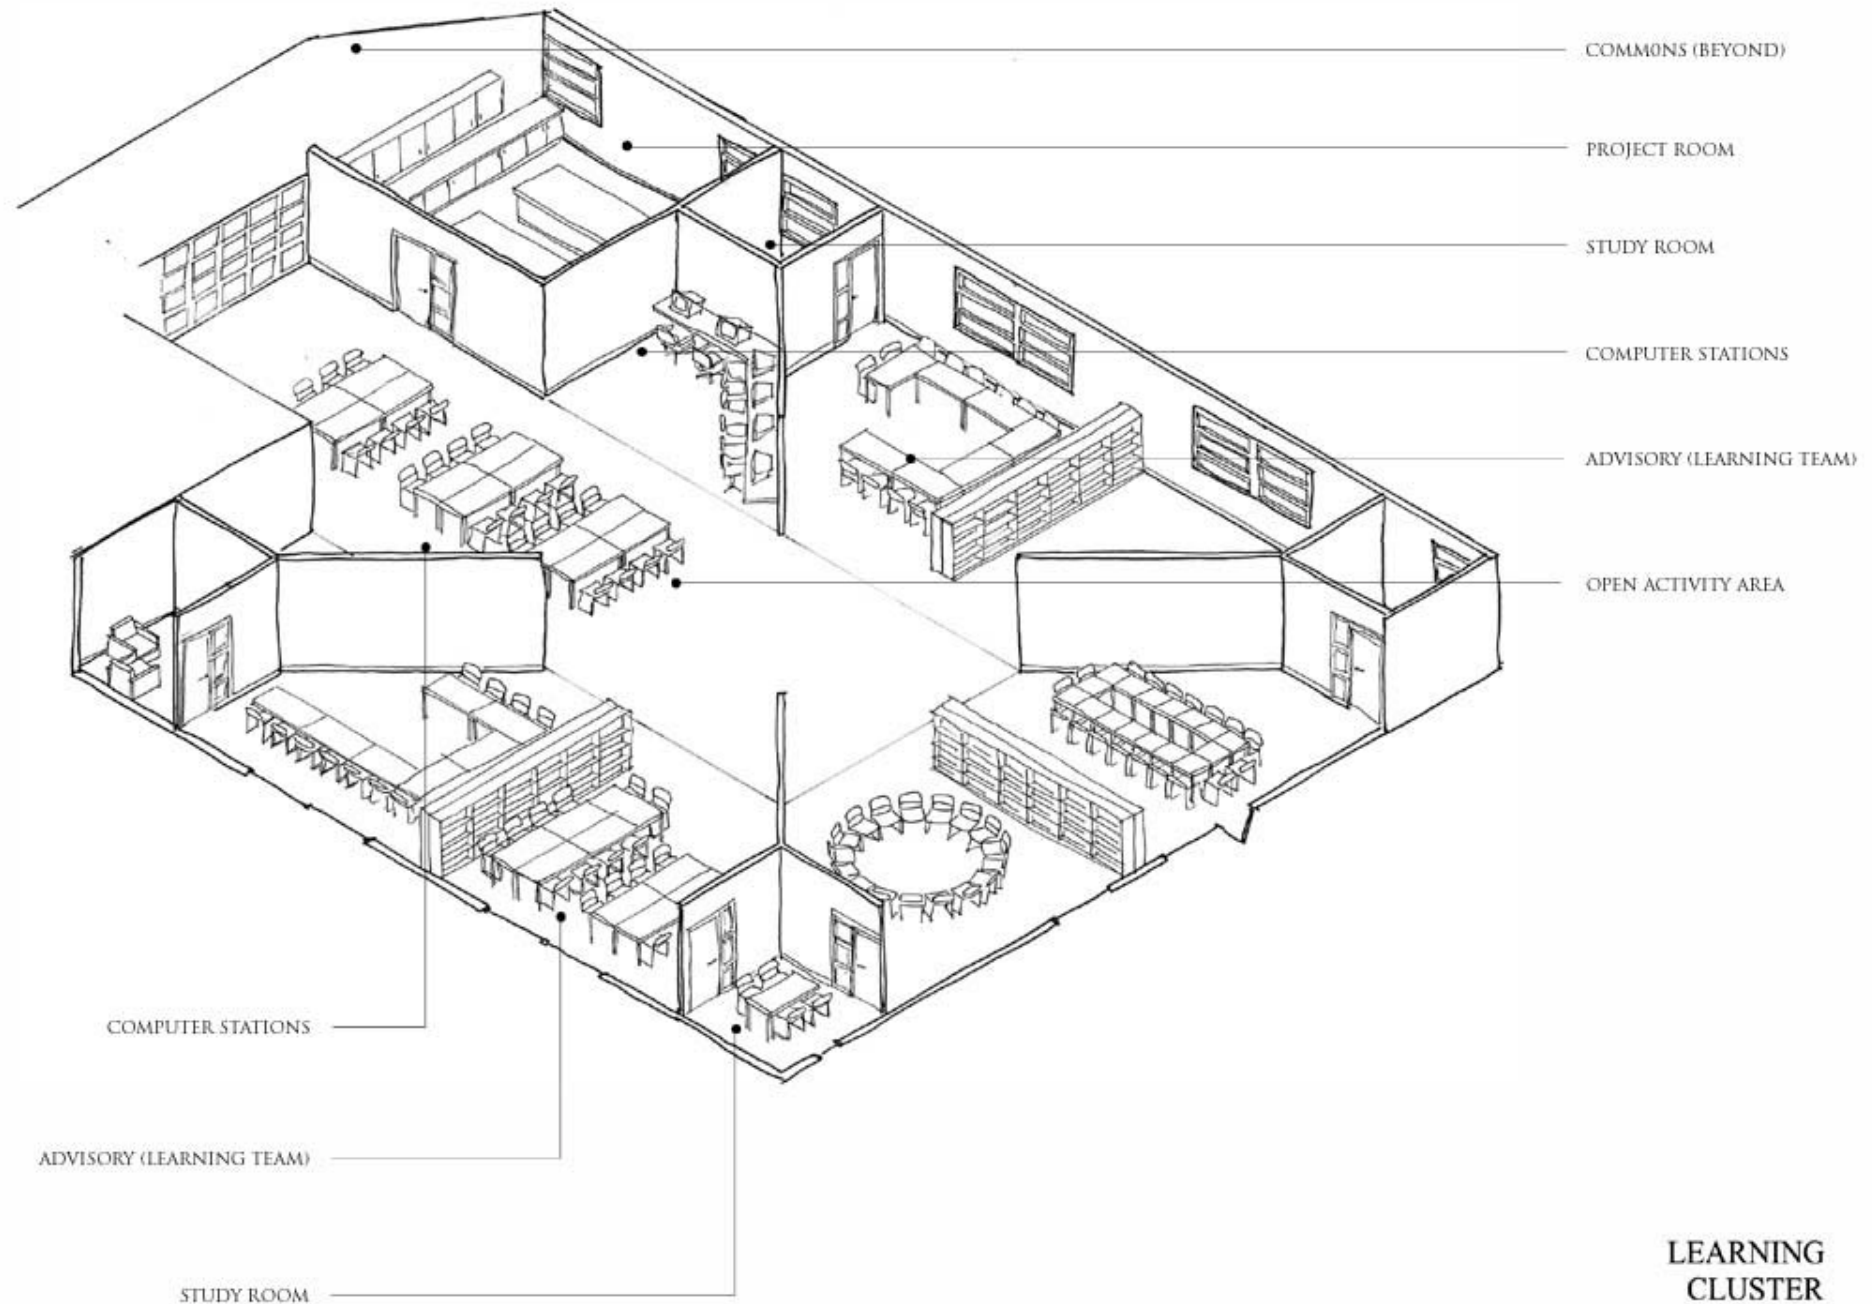 COMM0NS (BEYOND)
PROJECT ROOM
STUDY ROOM
COMPUTER STATIONS
ADVISORY (LEARNING TEAM)
OPEN ACTIVITY AREA
COMPUTER STATIONS
ADVISORY (LEARNING TEAM)
STUDY ROOM
LEARNING
CLUSTER